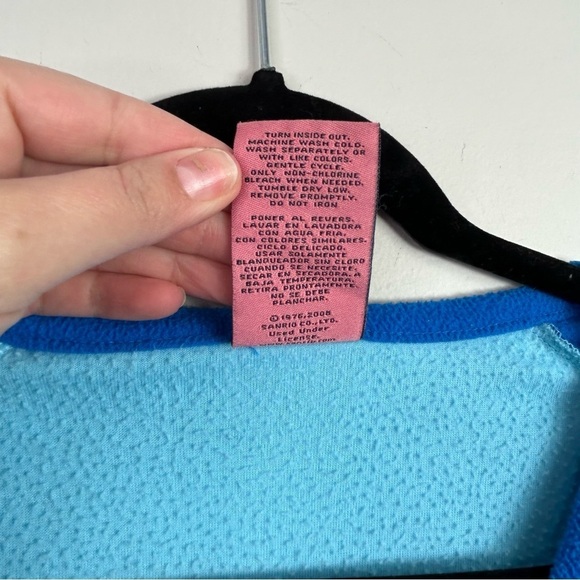 TURN INSIDE OUT.
MACHINE WASH COLD.
WASH SEPARATELY OR
WITH LIKE COLORS.
GENTLE CYCLE.
ONLY NON-CHLORINE
BLEACH WHEN NEEDED.
TUMBLE DRY LOW.
REMOVE PROMPTLY.
DO NOT IRON.
PONER AL REVERS.
LAVAR EN LAVADORA
CON AGUA FRIA.
CON COLORES SIMILARES.
CICLO DELICADO.
USAR SOLAMENTE
BLANQUEADOR SIN CLORO
CUANDO SE NECESITE.
SECAR EN SECADORA A
BAJA TEMPERATURA.
RETIRA PRONTAMENTE.
NO SE DEBE
PLANCHAR.
© 1976, 2008
SANRIO CO., LTD.
Used Under
License.